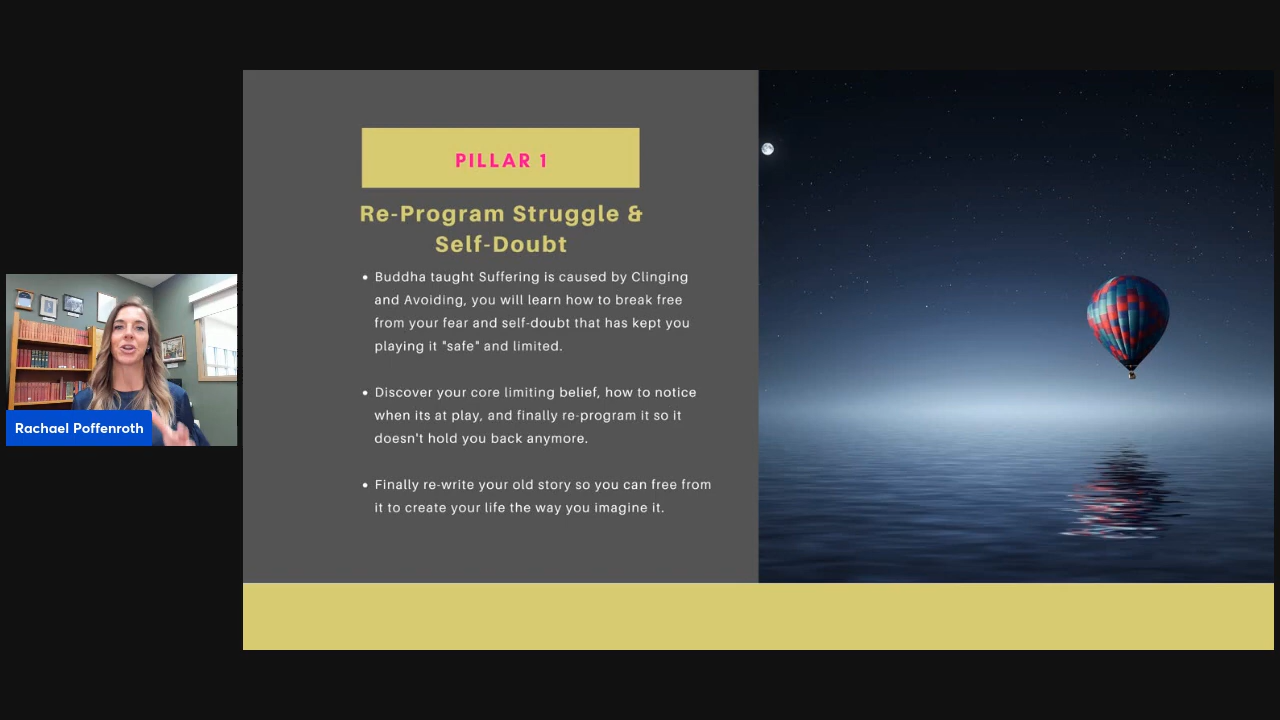 PILLAR 1
Re-Program Struggle &
Self-Doubt
• Buddha taught Suffering is caused by Clinging
and Avoiding, you will learn how to break free
from your fear and self-doubt that has kept you
playing it "safe" and limited.
• Discover your core limiting belief, how to notice
when its at play, and finally re-program it so it
doesn't hold you back anymore.
• Finally re-write your old story so you can free from
it to create your life the way you imagine it.
Rachael Poffenroth